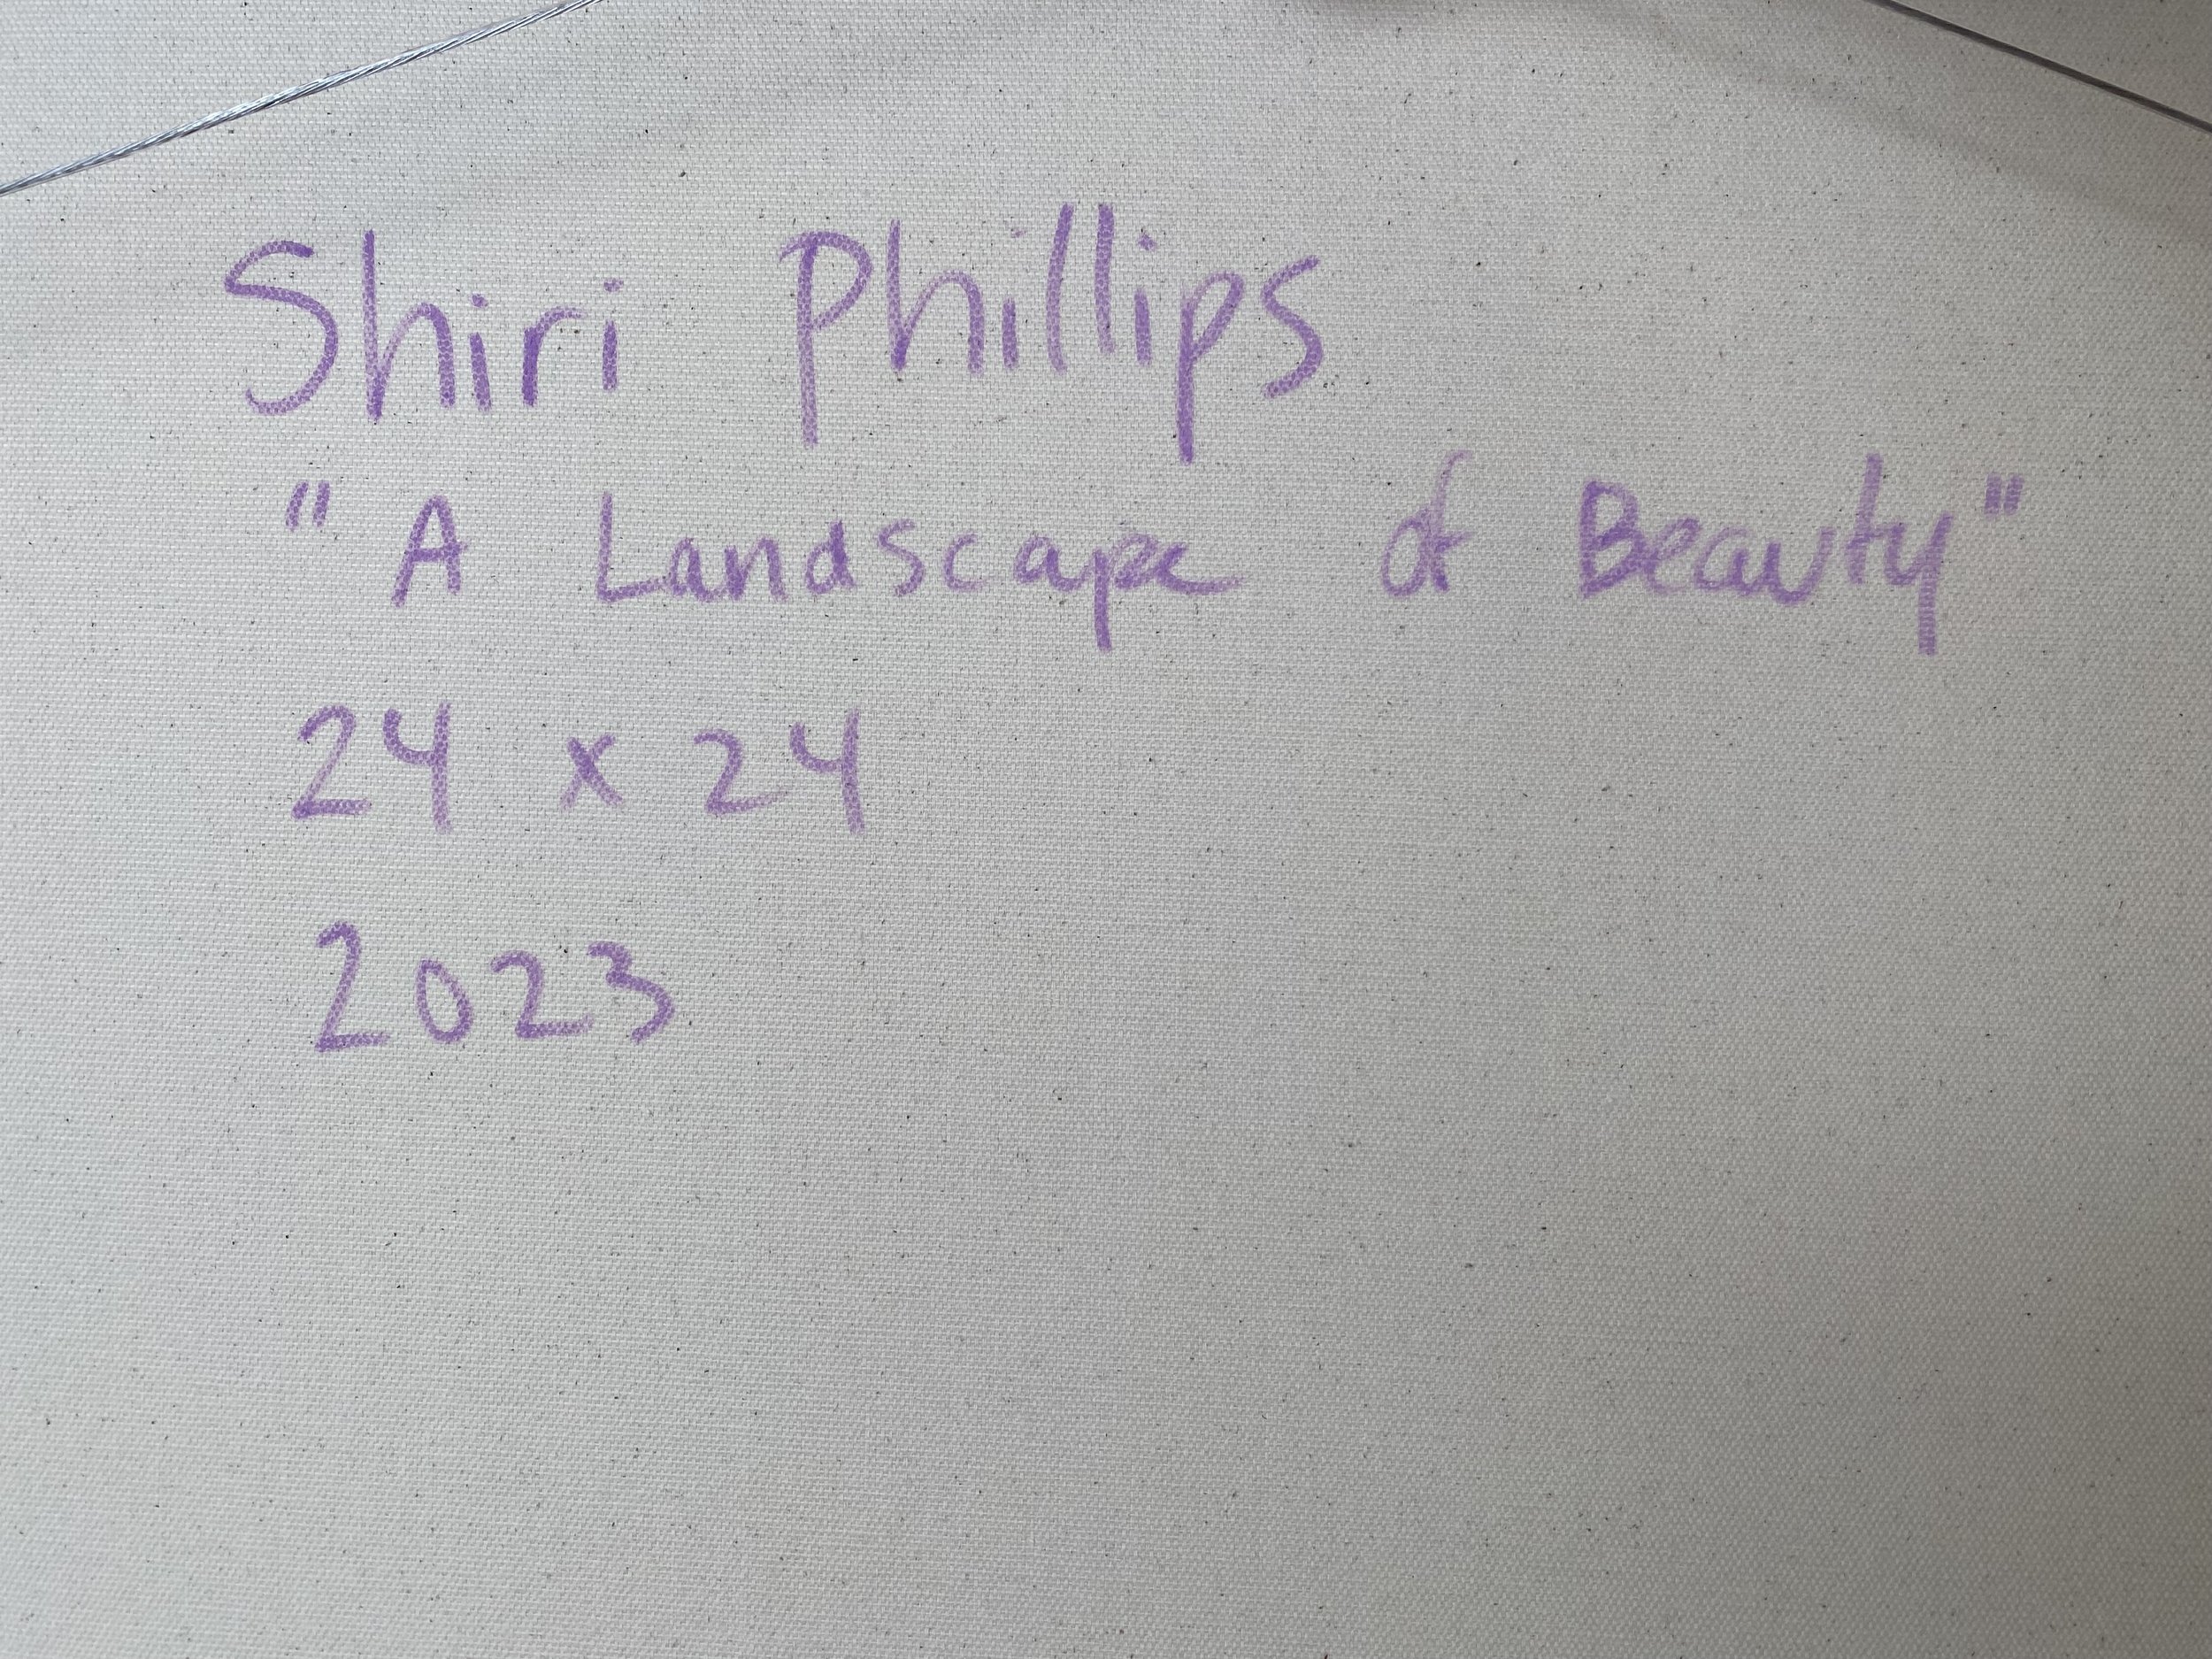 Shiri Phillips
"A Landscape of Beauty"
24 x 24
2023